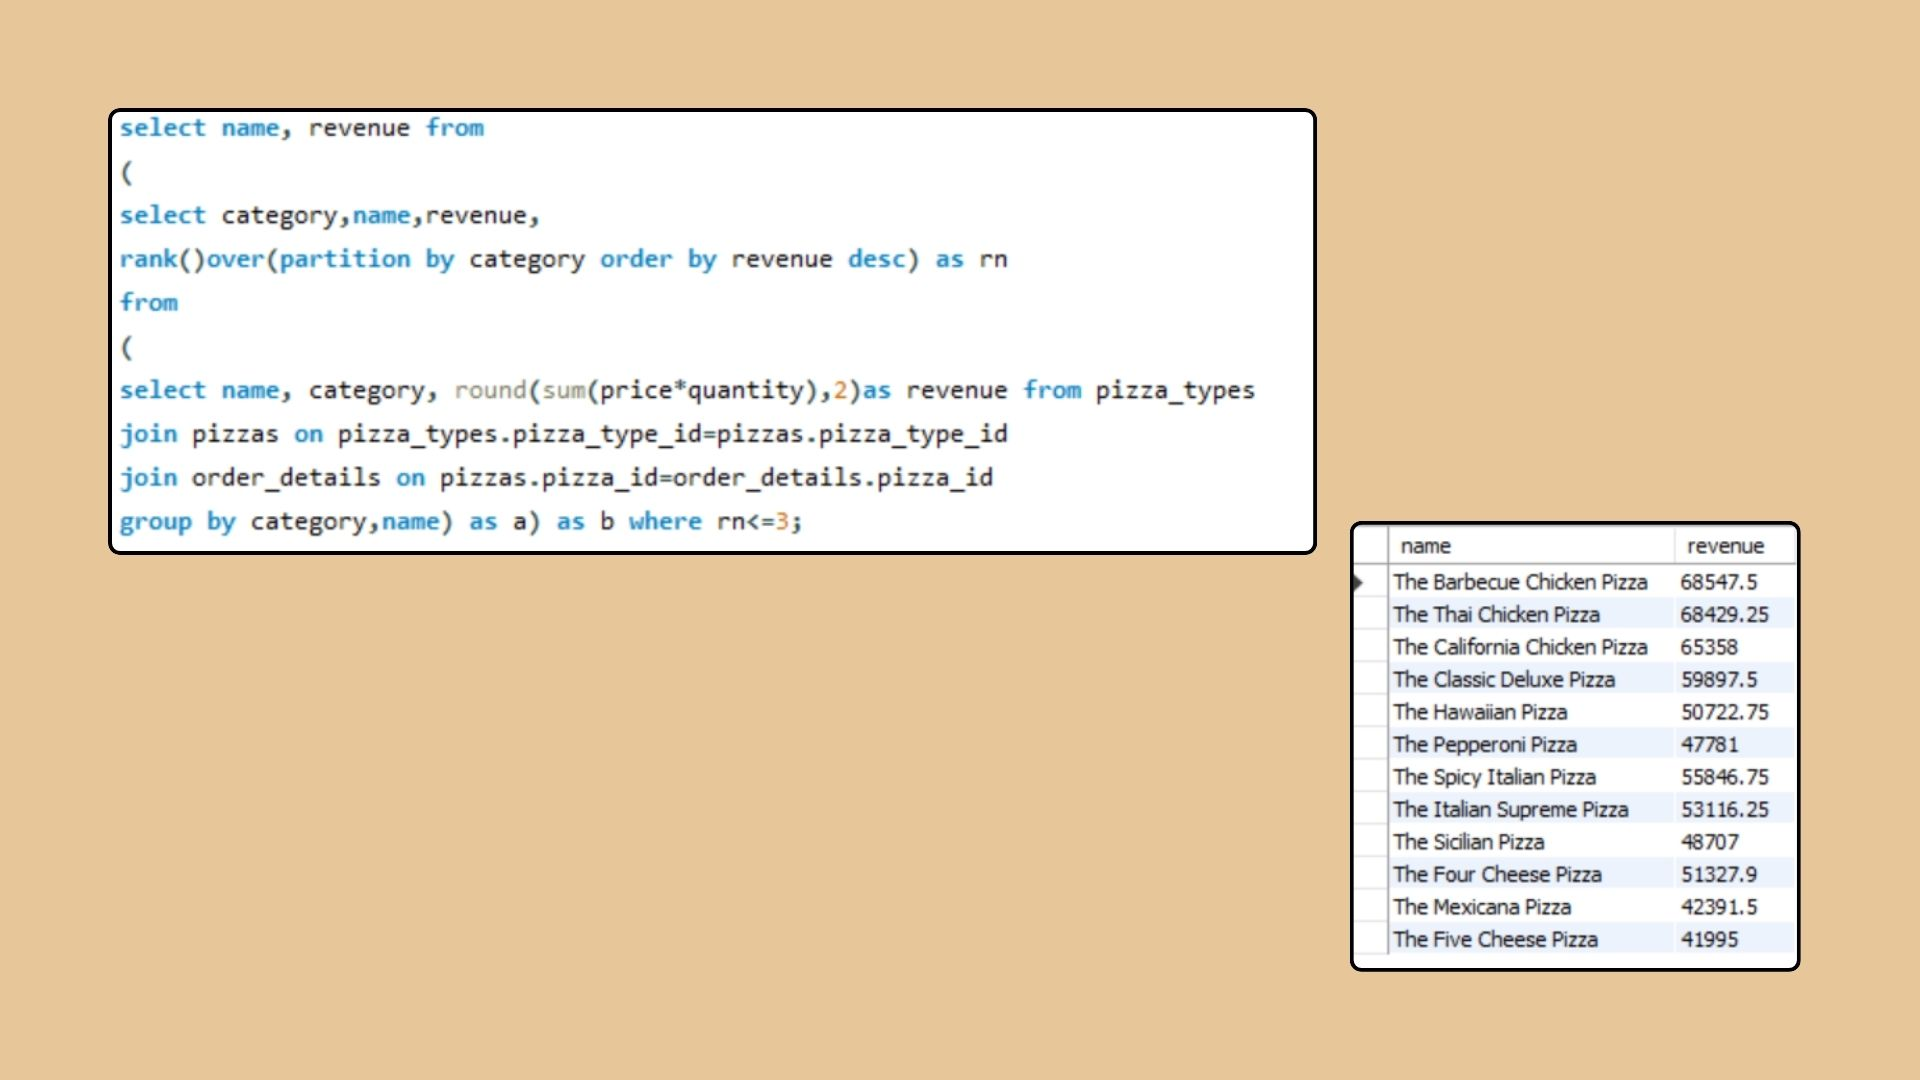 select name, revenue from
(
select category,name,revenue,
rank()over(partition by category order by revenue desc) as rn
from
(
select name, category, round(sum(price*quantity),2)as revenue from pizza_types
join pizzas on pizza_types.pizza_type_id=pizzas.pizza_type_id
join order_details on pizzas.pizza_id=order_details.pizza_id
group by category,name) as a) as b where rn<=3;
name revenue
The Barbecue Chicken Pizza 68547.5
The Thai Chicken Pizza 68429.25
The California Chicken Pizza 65358
The Classic Deluxe Pizza 59897.5
The Hawaiian Pizza 50722.75
The Pepperoni Pizza 47781
The Spicy Italian Pizza 55846.75
The Italian Supreme Pizza 53116.25
The Sicilian Pizza 48707
The Four Cheese Pizza 51327.9
The Mexicana Pizza 42391.5
The Five Cheese Pizza 41995